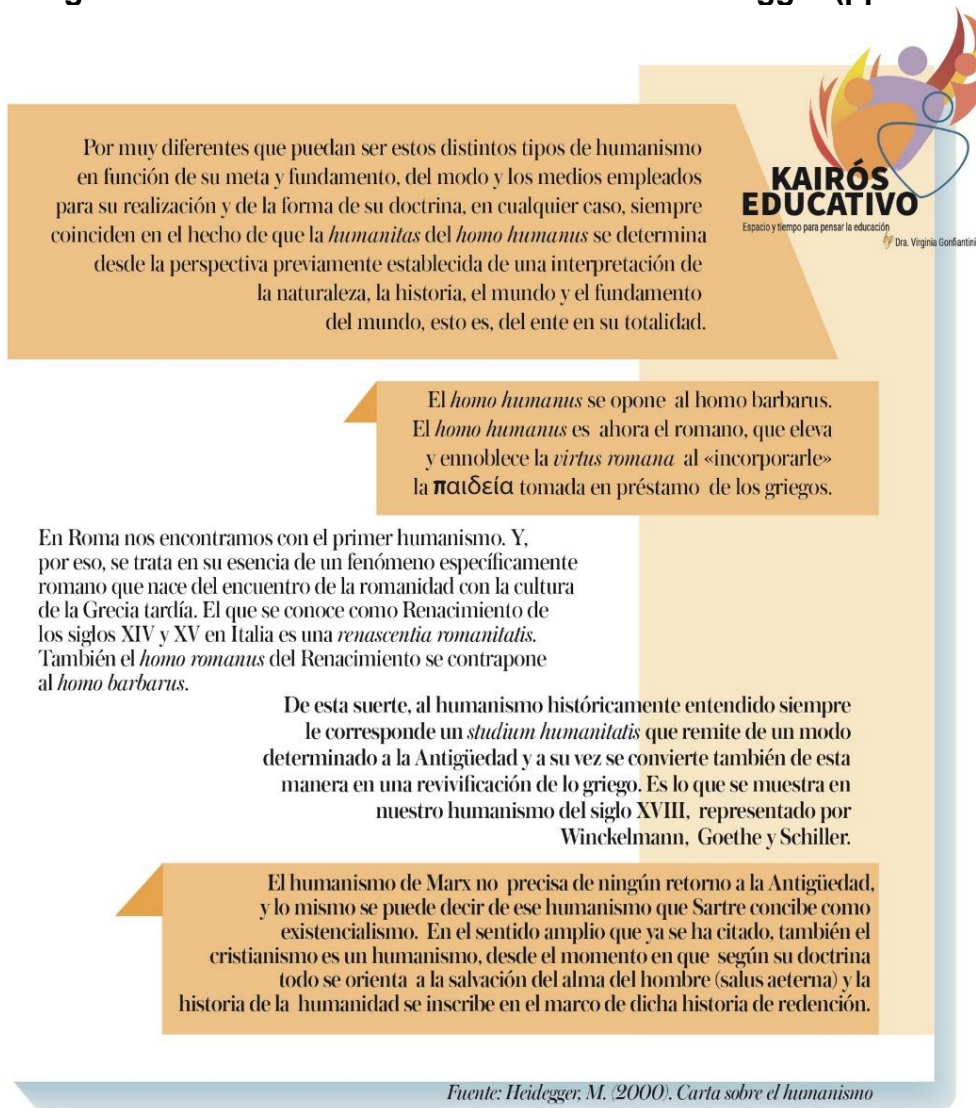 Por muy diferentes que puedan ser estos distintos tipos de humanismo
en función de su meta y fundamento, del modo y los medios empleados
para su realización y de la forma de su doctrina, en cualquier caso, siempre
coinciden en el hecho de que la humanitas del homo humanus se determina
desde la perspectiva previamente establecida de una interpretación de
la naturaleza, la historia, el mundo y el fundamento
del mundo, esto es, del ente en su totalidad.
KAIRÓS
EDUCATIVO
Espacio y tiempo para pensar la educación
by Dra. Virginia Gonfiantini
El homo humanus se opone al homo barbarus.
El homo humanus es ahora el romano, que eleva
y ennoblece la virtus romana al «incorporarle»
la παιδεία tomada en préstamo de los griegos.
En Roma nos encontramos con el primer humanismo. Y,
por eso, se trata en su esencia de un fenómeno específicamente
romano que nace del encuentro de la romanidad con la cultura
de la Grecia tardía. El que se conoce como Renacimiento de
los siglos XIV y XV en Italia es una renascentia romanitatis.
También el homo romanus del Renacimiento se contrapone
al homo barbarus.
De esta suerte, al humanismo históricamente entendido siempre
le corresponde un studium humanitatis que remite de un modo
determinado a la Antigüedad y a su vez se convierte también de esta
manera en una revivificación de lo griego. Es lo que se muestra en
nuestro humanismo del siglo XVIII, representado por
Winckelmann, Goethe y Schiller.
El humanismo de Marx no precisa de ningún retorno a la Antigüedad,
y lo mismo se puede decir de ese humanismo que Sartre concibe como
existencialismo. En el sentido amplio que ya se ha citado, también el
cristianismo es un humanismo, desde el momento en que según su doctrina
todo se orienta a la salvación del alma del hombre (salus aeterna) y la
historia de la humanidad se inscribe en el marco de dicha historia de redención.
Fuente: Heidegger, M. (2000). Carta sobre el humanismo